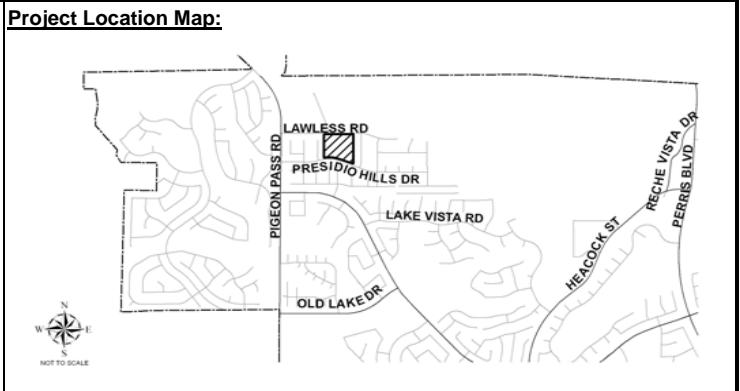 Project Location Map:
LAWLESS RD
PRESIDIO HILLS DR
PIGEON PASS RD
LAKE VISTA RD
OLD LAKE DR
HEACOCK ST
RECHE VISTA DR
PERRIS BLVD
N
W E
S
NOT TO SCALE